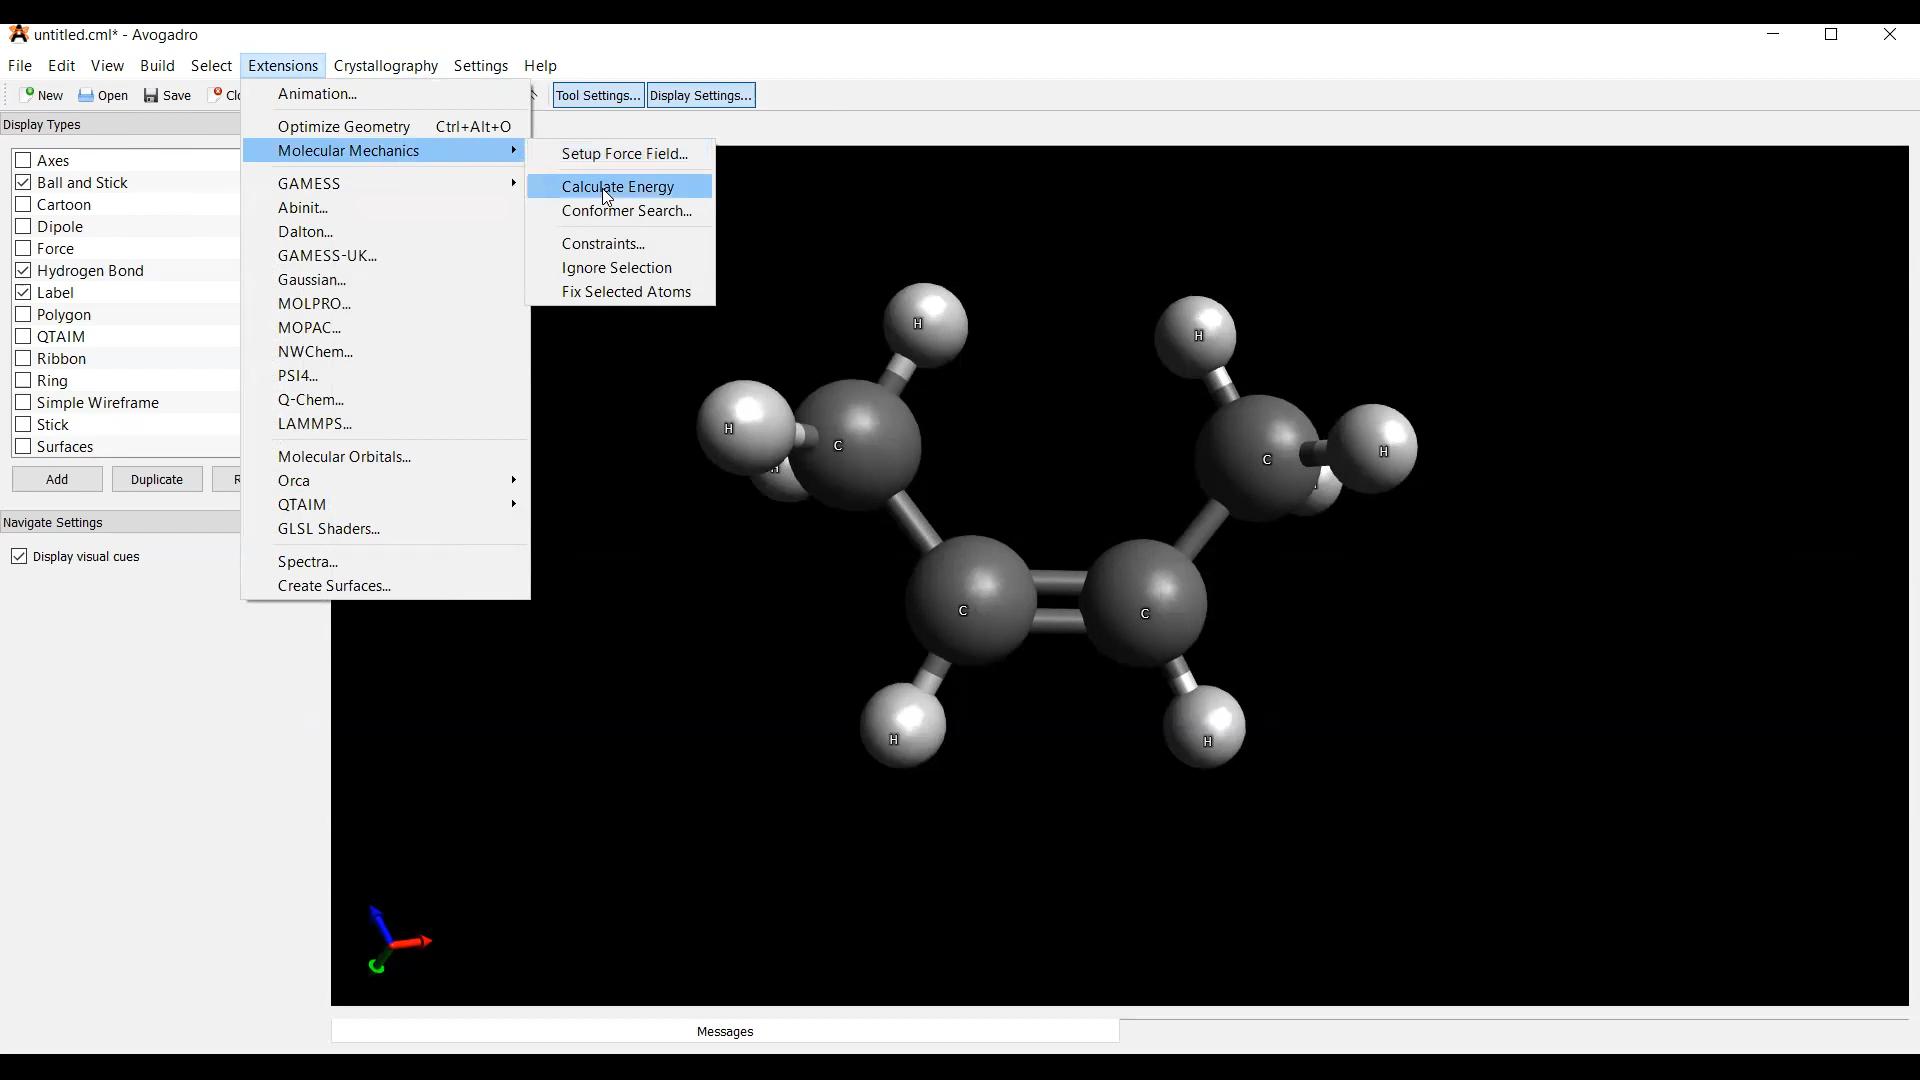 untitled.cml* - Avogadro
File Edit View Build Select Extensions Crystallography Settings Help
New Open Save Clo Tool Settings... Display Settings...
Display Types
Axes
Ball and Stick
Cartoon
Dipole
Force
Hydrogen Bond
Label
Polygon
QTAIM
Ribbon
Ring
Simple Wireframe
Stick
Surfaces
Add Duplicate R
Navigate Settings
Display visual cues
Animation...
Optimize Geometry Ctrl+Alt+O
Molecular Mechanics
GAMESS
Abinit...
Dalton...
GAMESS-UK...
Gaussian...
MOLPRO...
MOPAC...
NWChem...
PSI4...
Q-Chem...
LAMMPS...
Molecular Orbitals...
Orca
QTAIM
GLSL Shaders...
Spectra...
Create Surfaces...
Setup Force Field...
Calculate Energy
Conformer Search...
Constraints...
Ignore Selection
Fix Selected Atoms
H H
H C C H
H
C C
H H
Messages